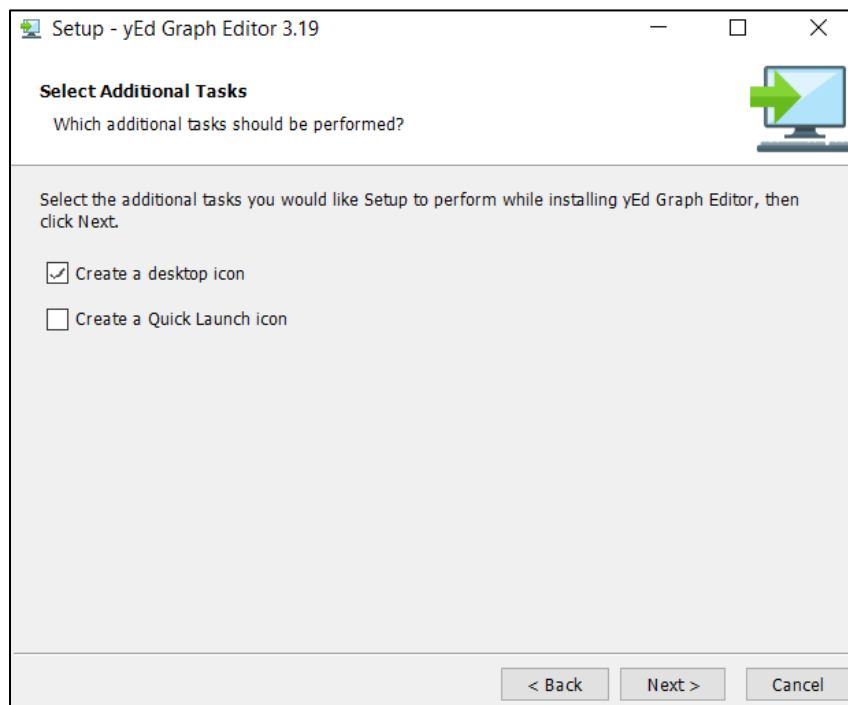 Setup - yEd Graph Editor 3.19
Select Additional Tasks
Which additional tasks should be performed?
Select the additional tasks you would like Setup to perform while installing yEd Graph Editor, then
click Next.
Create a desktop icon
Create a Quick Launch icon
< Back Next > Cancel